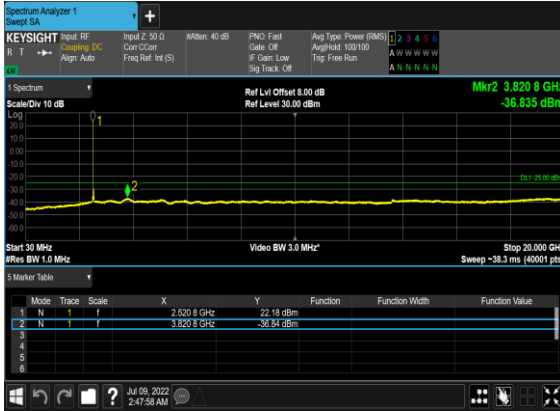 Spectrum Analyzer 1
Swept SA
+
KEYSIGHT
R T
Input: RF
Coupling: DC
Align: Auto
Input Z: 50 Ω
Corr CCorr
Freq Ref: Int (S)
#Atten: 40 dB
PNO: Fast
Gate: Off
IF Gain: Low
Sig Track: Off
Avg Type: Power (RMS)
Avg|Hold: 100/100
Trig: Free Run
1 2 3 4 5 6
A W W W W W
A N N N N N
1 Spectrum
Scale/Div 10 dB
Ref Lvl Offset 8.00 dB
Ref Level 30.00 dBm
Mkr2 3.820 8 GHz
-36.835 dBm
Log
20.0
10.0
0.00
-10.0
-20.0
-30.0
-40.0
-50.0
-60.0
1
2
DL1 -25.00 dBm
Start 30 MHz
#Res BW 1.0 MHz
Video BW 3.0 MHz*
Stop 20.000 GH
Sweep ~38.3 ms (40001 pts
5 Marker Table
Mode Trace Scale X Y Function Function Width Function Value
1 N 1 f 2.520 8 GHz 22.18 dBm
2 N 1 f 3.820 8 GHz -36.84 dBm
3
4
5
6
?
Jul 09, 2022
2:47:58 AM